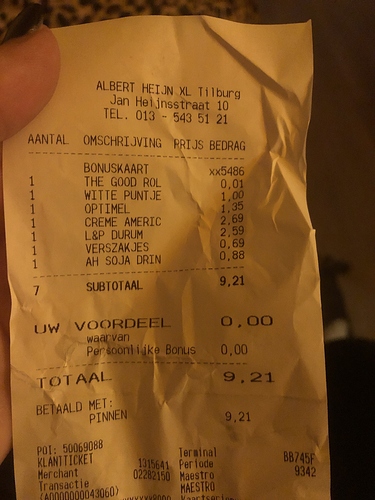 ALBERT HEIJN XL Tilburg
Jan Heijnsstraat 10
TEL. 013 - 543 51 21
AANTAL OMSCHRIJVING PRIJS BEDRAG
BONUSKAART xx5486
1 THE GOOD ROL 0,01
1 WITTE PUNTJE 1,00
1 OPTIMEL 1,35
1 CREME AMERIC 2,69
1 L&P DURUM 2,59
1 VERSZAKJES 0,69
1 AH SOJA DRIN 0,88
7 SUBTOTAAL 9,21
UW VOORDEEL 0,00
waarvan
Persoonlijke Bonus 0,00
TOTAAL 9,21
BETAALD MET:
PINNEN 9,21
POI: 50069088
KLANTTICKET Terminal BB745F
Merchant 1315641 Periode 9342
Transactie 02282150 Maestro
(A0000000043060) MAESTRO